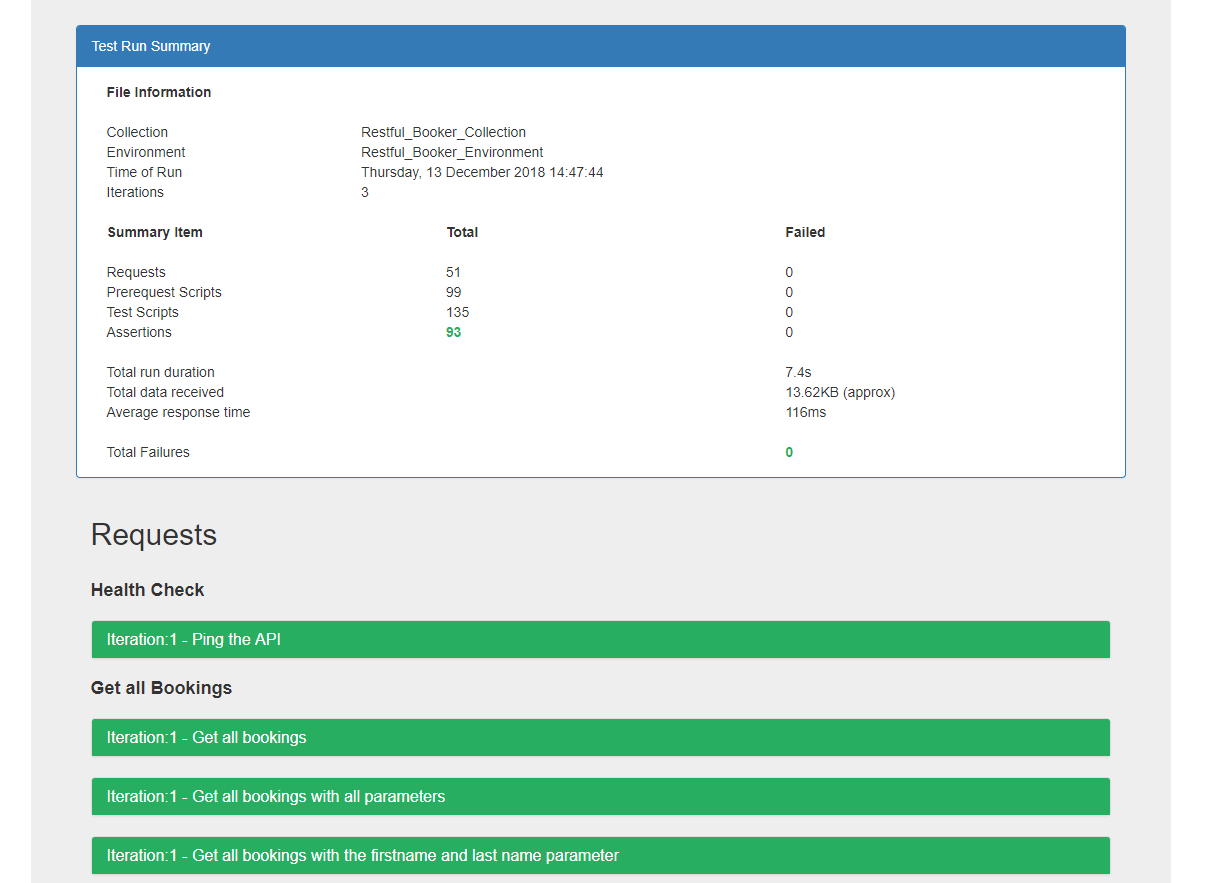 Test Run Summary
File Information
Collection Restful_Booker_Collection
Environment Restful_Booker_Environment
Time of Run Thursday, 13 December 2018 14:47:44
Iterations 3
Summary Item Total Failed
Requests 51 0
Prerequest Scripts 99 0
Test Scripts 135 0
Assertions 93 0
Total run duration 7.4s
Total data received 13.62KB (approx)
Average response time 116ms
Total Failures 0
Requests
Health Check
Iteration:1 - Ping the API
Get all Bookings
Iteration:1 - Get all bookings
Iteration:1 - Get all bookings with all parameters
Iteration:1 - Get all bookings with the firstname and last name parameter